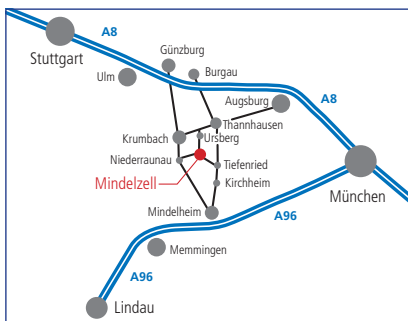 A8
Stuttgart
Günzburg
Ulm
Burgau
Augsburg
A8
Thannhausen
Krumbach
Ursberg
Niederraunau
Tiefenried
Mindelzell
Kirchheim
München
Mindelheim
A96
Memmingen
A96
Lindau